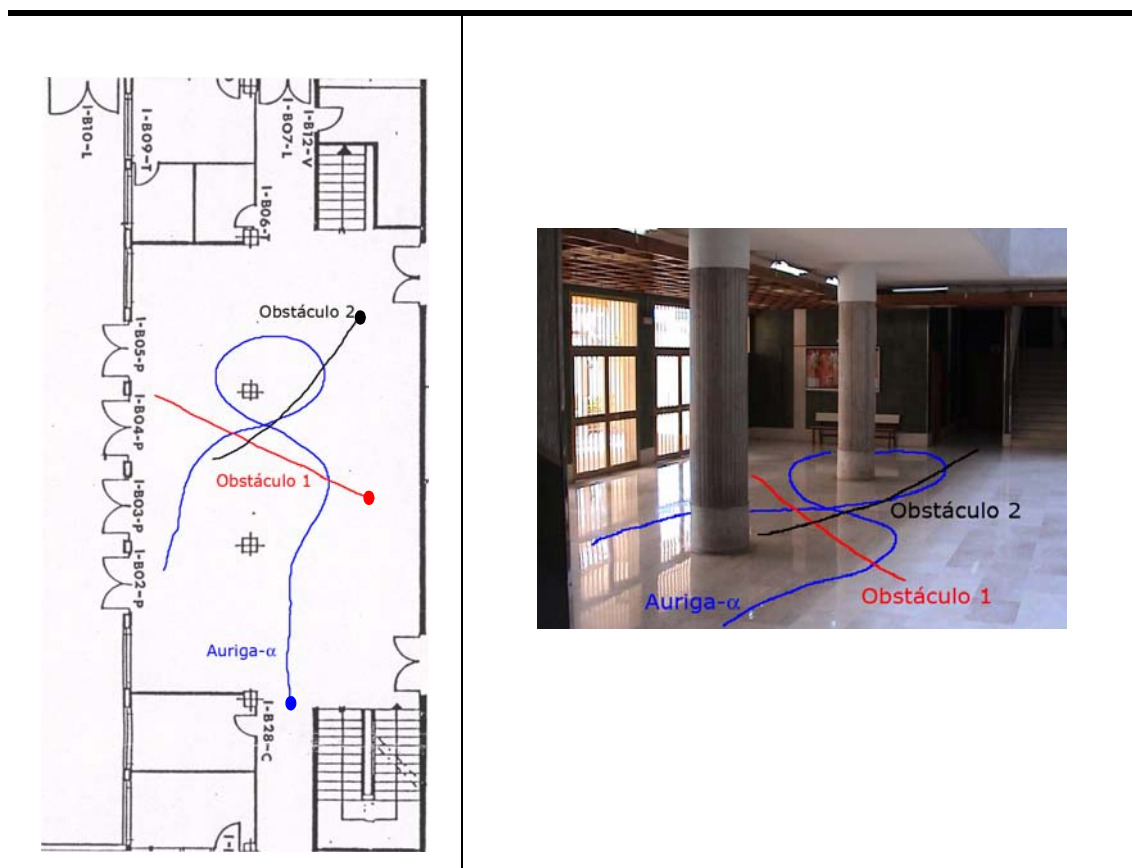 I-B10-L
I-B09-T
I-B07-L
I-B12-V
I-B06-T
Obstáculo 2
I-B05-P
I-B04-P
Obstáculo 1
I-B03-P
I-B02-P
Auriga-α
I-B28-C
Obstáculo 2
Auriga-α
Obstáculo 1